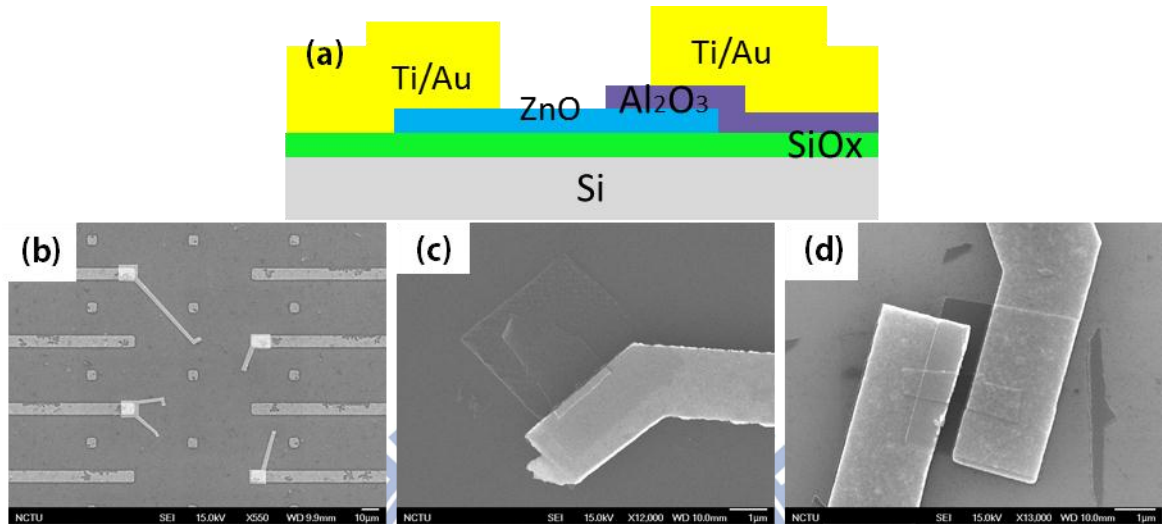 (a)
Ti/Au
Ti/Au
ZnO
Al₂O₃
SiOx
Si
(b)
(c)
(d)
NCTU SEI 15.0kV X550 WD 9.9mm 10μm
NCTU SEI 15.0kV X12,000 WD 10.0mm 1μm
NCTU SEI 15.0kV X13,000 WD 10.0mm 1μm